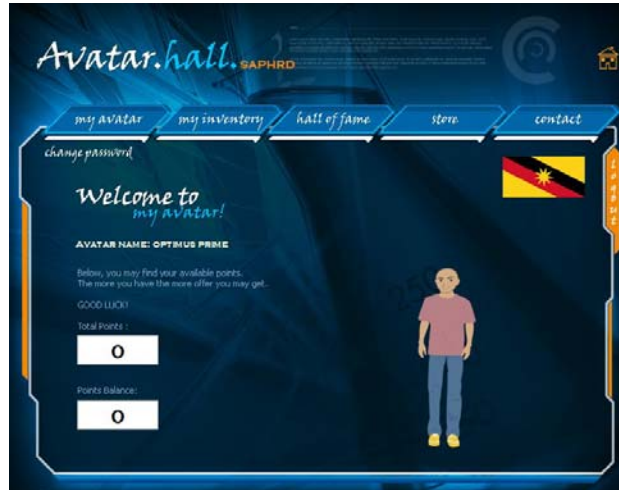 Avatar.hall. SAPHRD
my avatar
my inventory
hall of fame
store
contact
change password
Logout
Welcome to
my avatar!
AVATAR NAME: OPTIMUS PRIME
Below, you may find your available points.
The more you have the more offer you may get..
GOOD LUCK!
Total Points :
0
Points Balance:
0